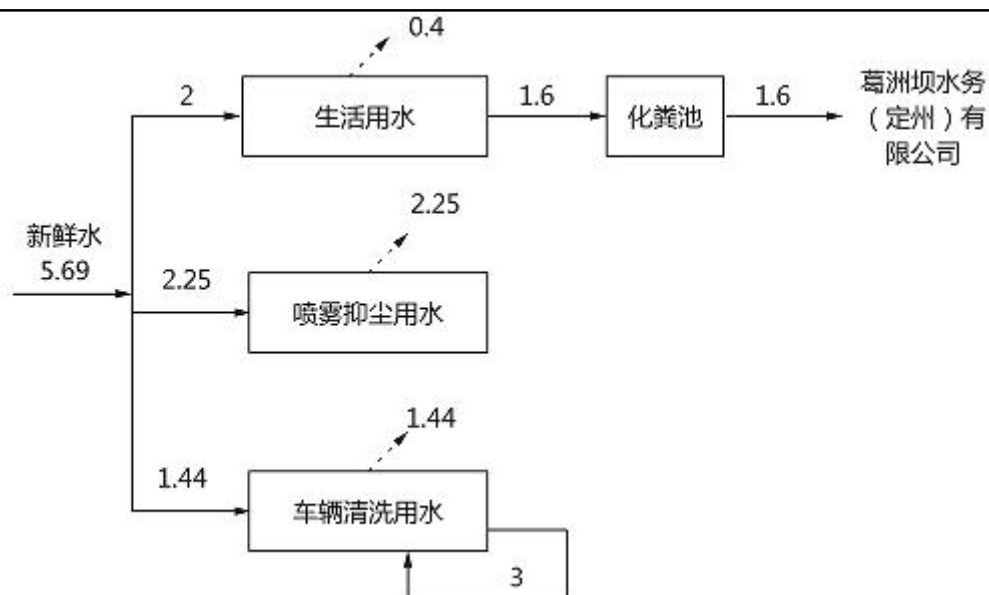 0.4
2
生活用水
1.6
化粪池
1.6
葛洲坝水务
（定州）有
限公司
新鲜水
5.69
2.25
2.25
喷雾抑尘用水
1.44
1.44
车辆清洗用水
3